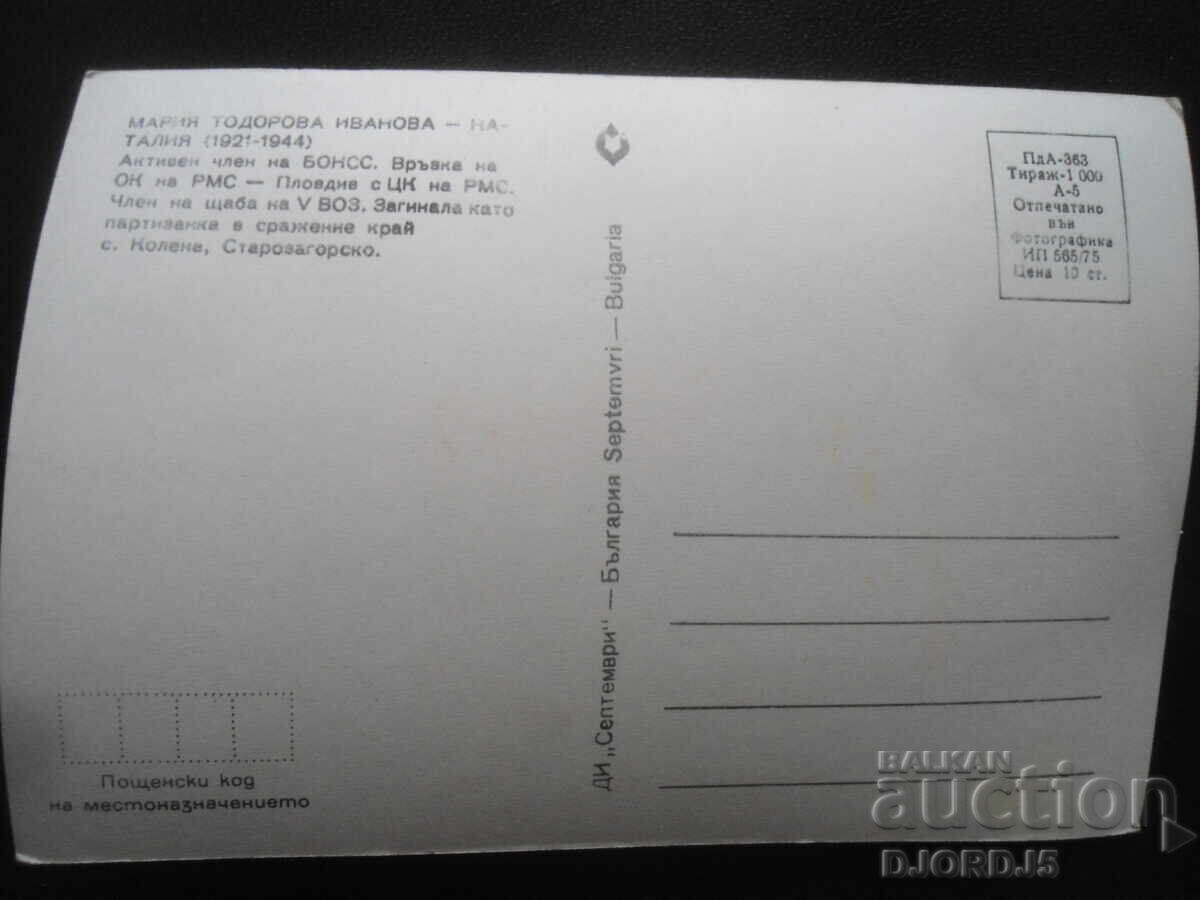 МАРИЯ ТОДОРОВА ИВАНОВА — НА-
ТАЛИЯ (1921-1944)
Активен член на БОНСС. Връзка на
ОК на РМС — Пловдив с ЦК на РМС.
Член на щаба на V ВОЗ. Загинала като
партизанка в сражение край
с. Колена, Старозагорско.
ДИ „Септември" — България Septemvri — Bulgaria
ПдА-363
Тираж-1 000
А-5
Отпечатано
във
Фотографика
ИП 565/75
Цена 10 ст.
Пощенски код
на местоназначението
BALKAN
auction
DJORDJ5